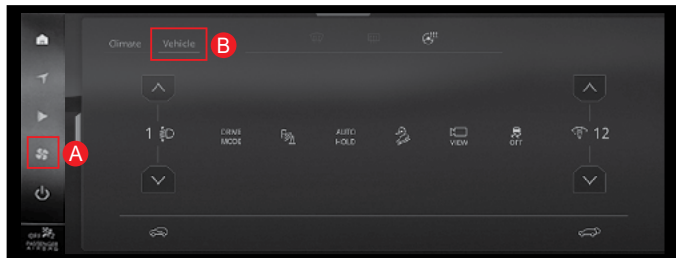 Climate Vehicle B
1
DRIVE
MODE
AUTO
HOLD
VIEW
OFF
12
A
OFF
PASSENGER
AIRBAG